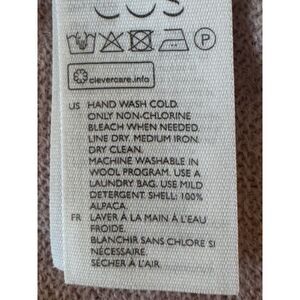 COS
P
clevercare.info
US HAND WASH COLD.
ONLY NON-CHLORINE
BLEACH WHEN NEEDED.
LINE DRY. MEDIUM IRON.
DRY CLEAN.
MACHINE WASHABLE IN
WOOL PROGRAM. USE A
LAUNDRY BAG. USE MILD
DETERGENT. SHELL: 100%
ALPACA.
FR LAVER À LA MAIN À L'EAU
FROIDE.
BLANCHIR SANS CHLORE SI
NÉCESSAIRE.
SÉCHER À L'AIR.